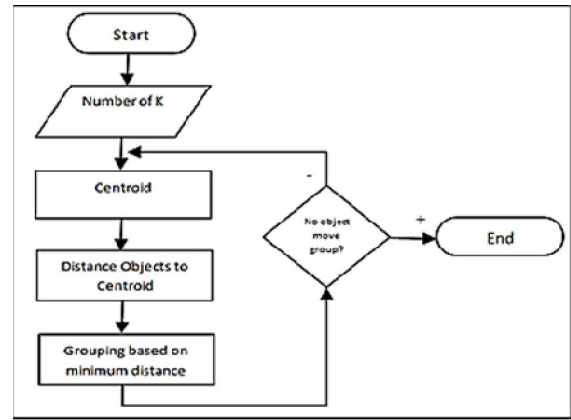 Start
Number of K
Centroid
Distance Objects to
Centroid
Grouping based on
minimum distance
-
No object
move
group?
+
End